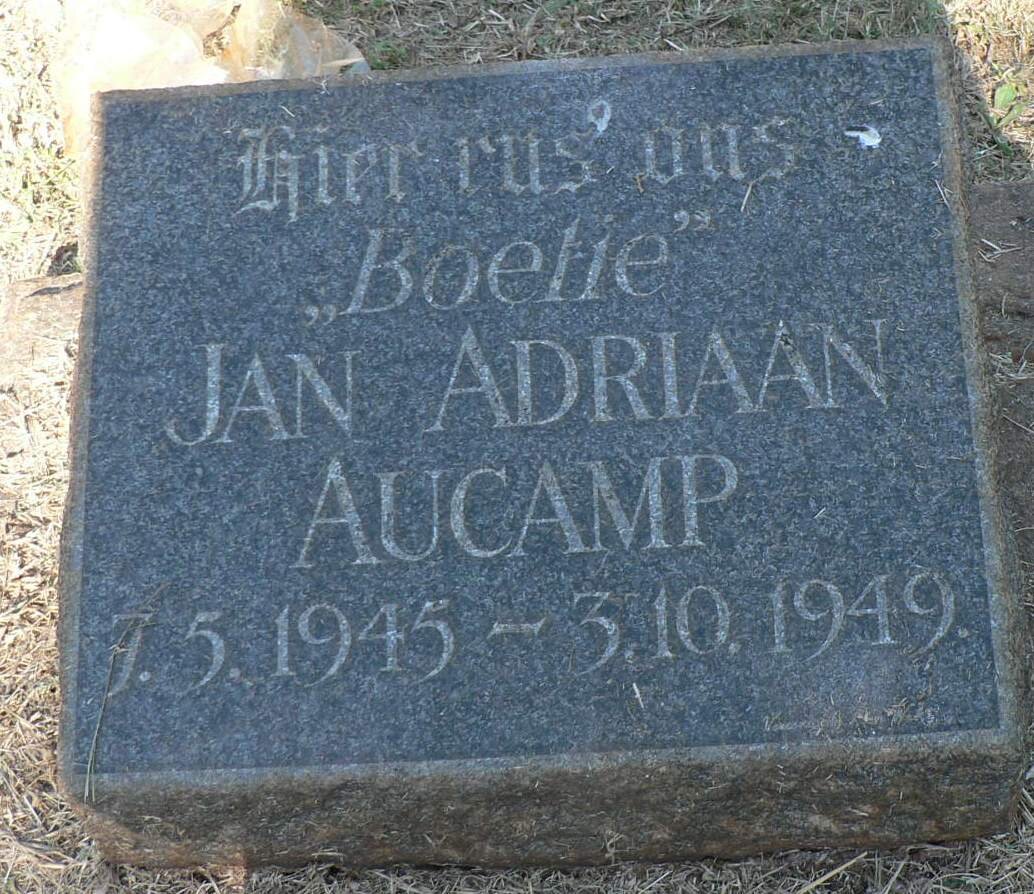 Hier rus ons
„Boetie”
JAN ADRIAAN
AUCAMP
7.5.1945 – 3.10.1949.